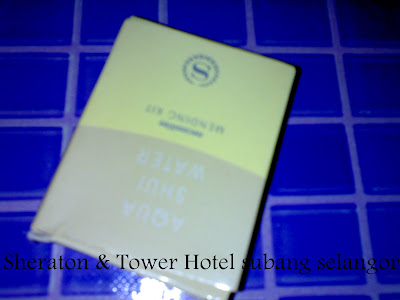 AQUA
SHUI
WATER
MENDING KIT
S
Sheraton & Tower Hotel subang selangor